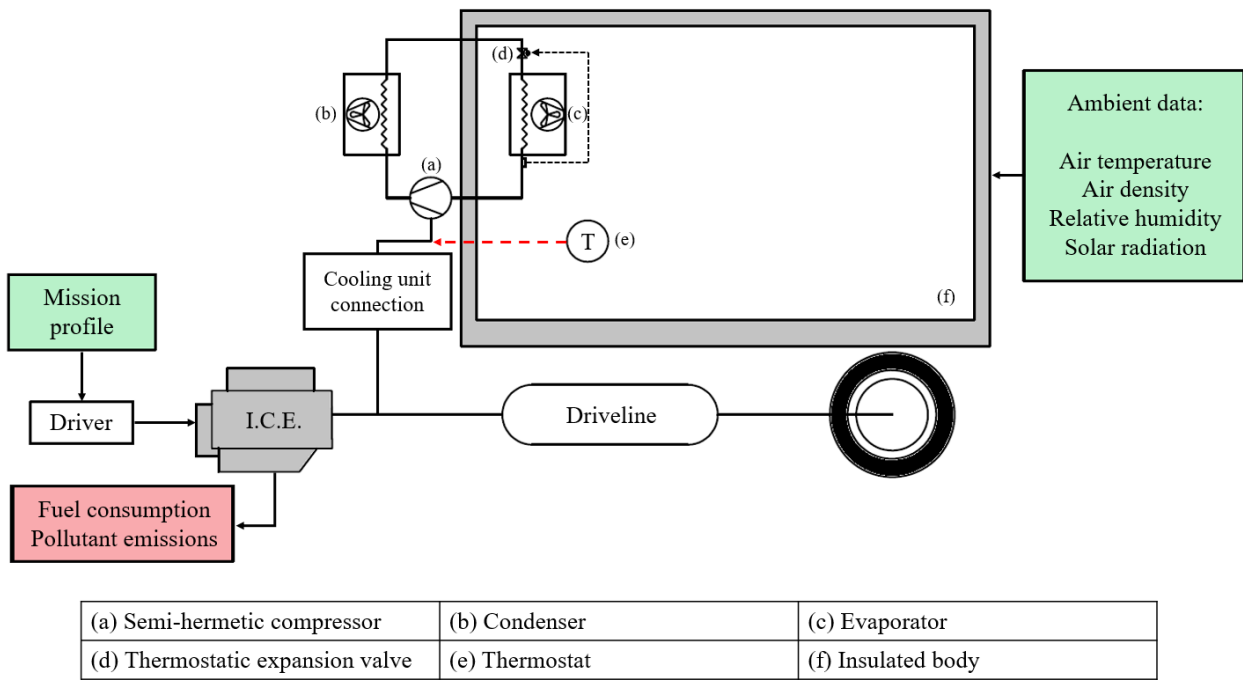 (d)
(b)
(c)
(a)
Ambient data:
Air temperature
Air density
Relative humidity
Solar radiation
T
(e)
Cooling unit
connection
(f)
Mission
profile
Driver
I.C.E.
Driveline
Fuel consumption
Pollutant emissions
(a) Semi-hermetic compressor
(b) Condenser
(c) Evaporator
(d) Thermostatic expansion valve
(e) Thermostat
(f) Insulated body